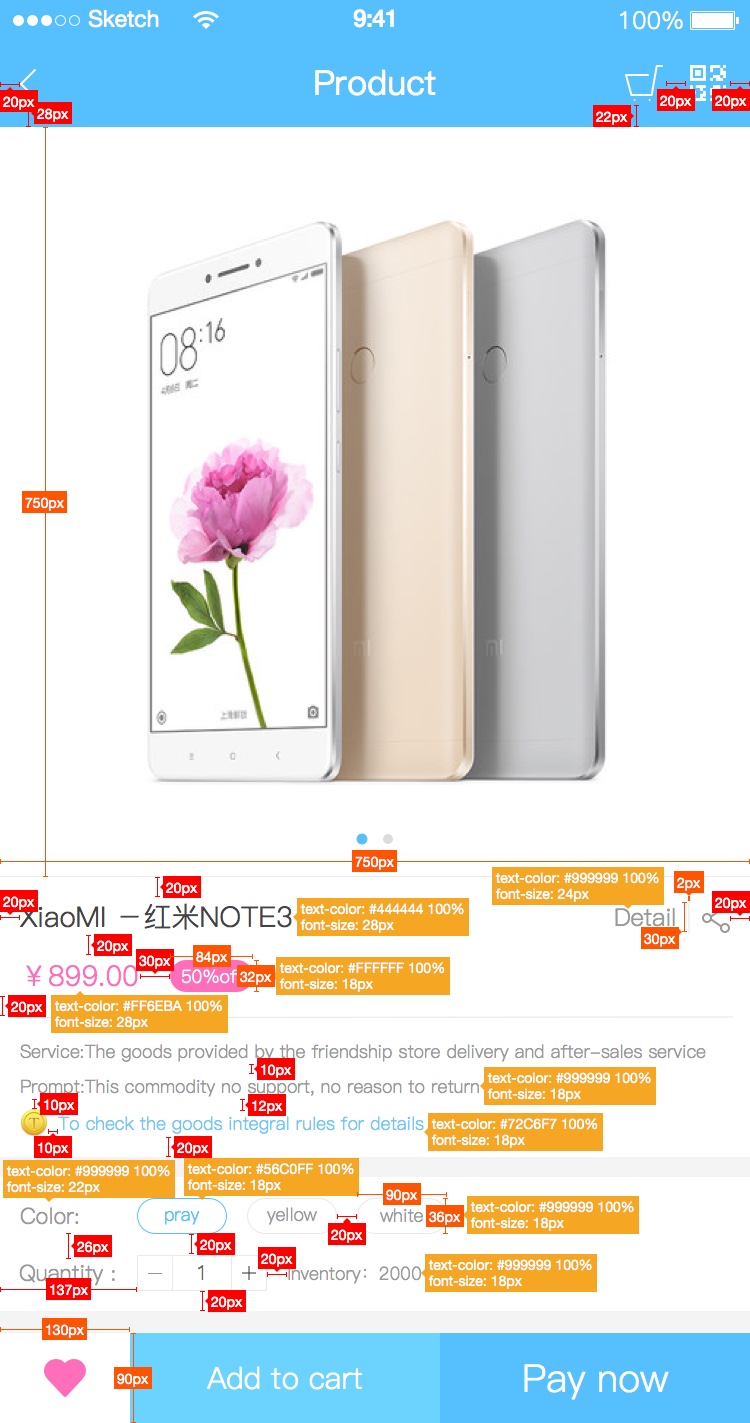 Sketch 9:41 100%
Product
20px 20px 20px
28px 22px
08:16
750px
750px
text-color: #999999 100%
font-size: 24px
2px
20px
20px 20px
XiaoMI －红米NOTE3
text-color: #444444 100%
font-size: 28px
Detail
30px
20px
30px 84px
￥899.00 50%of 32px
text-color: #FFFFFF 100%
font-size: 18px
20px
text-color: #FF6EBA 100%
font-size: 28px
Service:The goods provided by the friendship store delivery and after–sales service
10px
Prompt:This commodity no support, no reason to return
text-color: #999999 100%
font-size: 18px
10px 12px
To check the goods integral rules for details
text-color: #72C6F7 100%
font-size: 18px
10px 20px
text-color: #999999 100%
font-size: 22px
text-color: #56C0FF 100%
font-size: 18px
90px
Color: pray yellow white 36px
text-color: #999999 100%
font-size: 18px
20px
26px 20px
20px
Quantity : － 1 + Inventory: 2000
text-color: #999999 100%
font-size: 18px
137px
20px
130px
90px
Add to cart Pay now